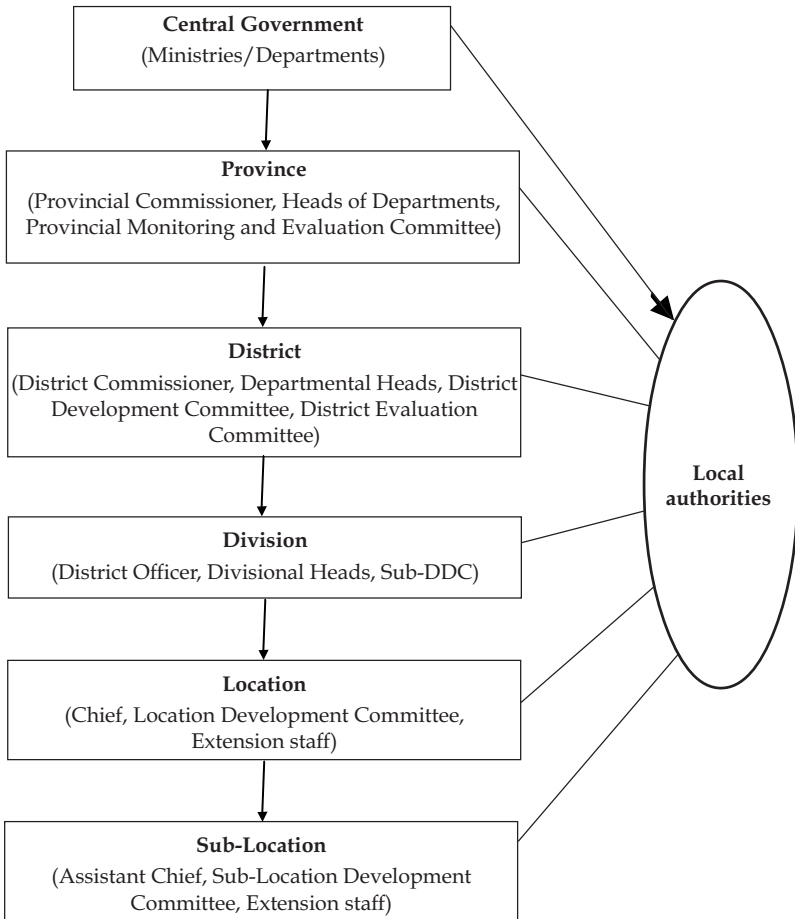 Central Government
(Ministries/Departments)
Province
(Provincial Commissioner, Heads of Departments,
Provincial Monitoring and Evaluation Committee)
District
(District Commissioner, Departmental Heads, District
Development Committee, District Evaluation
Committee)
Local
authorities
Division
(District Officer, Divisional Heads, Sub-DDC)
Location
(Chief, Location Development Committee,
Extension staff)
Sub-Location
(Assistant Chief, Sub-Location Development
Committee, Extension staff)